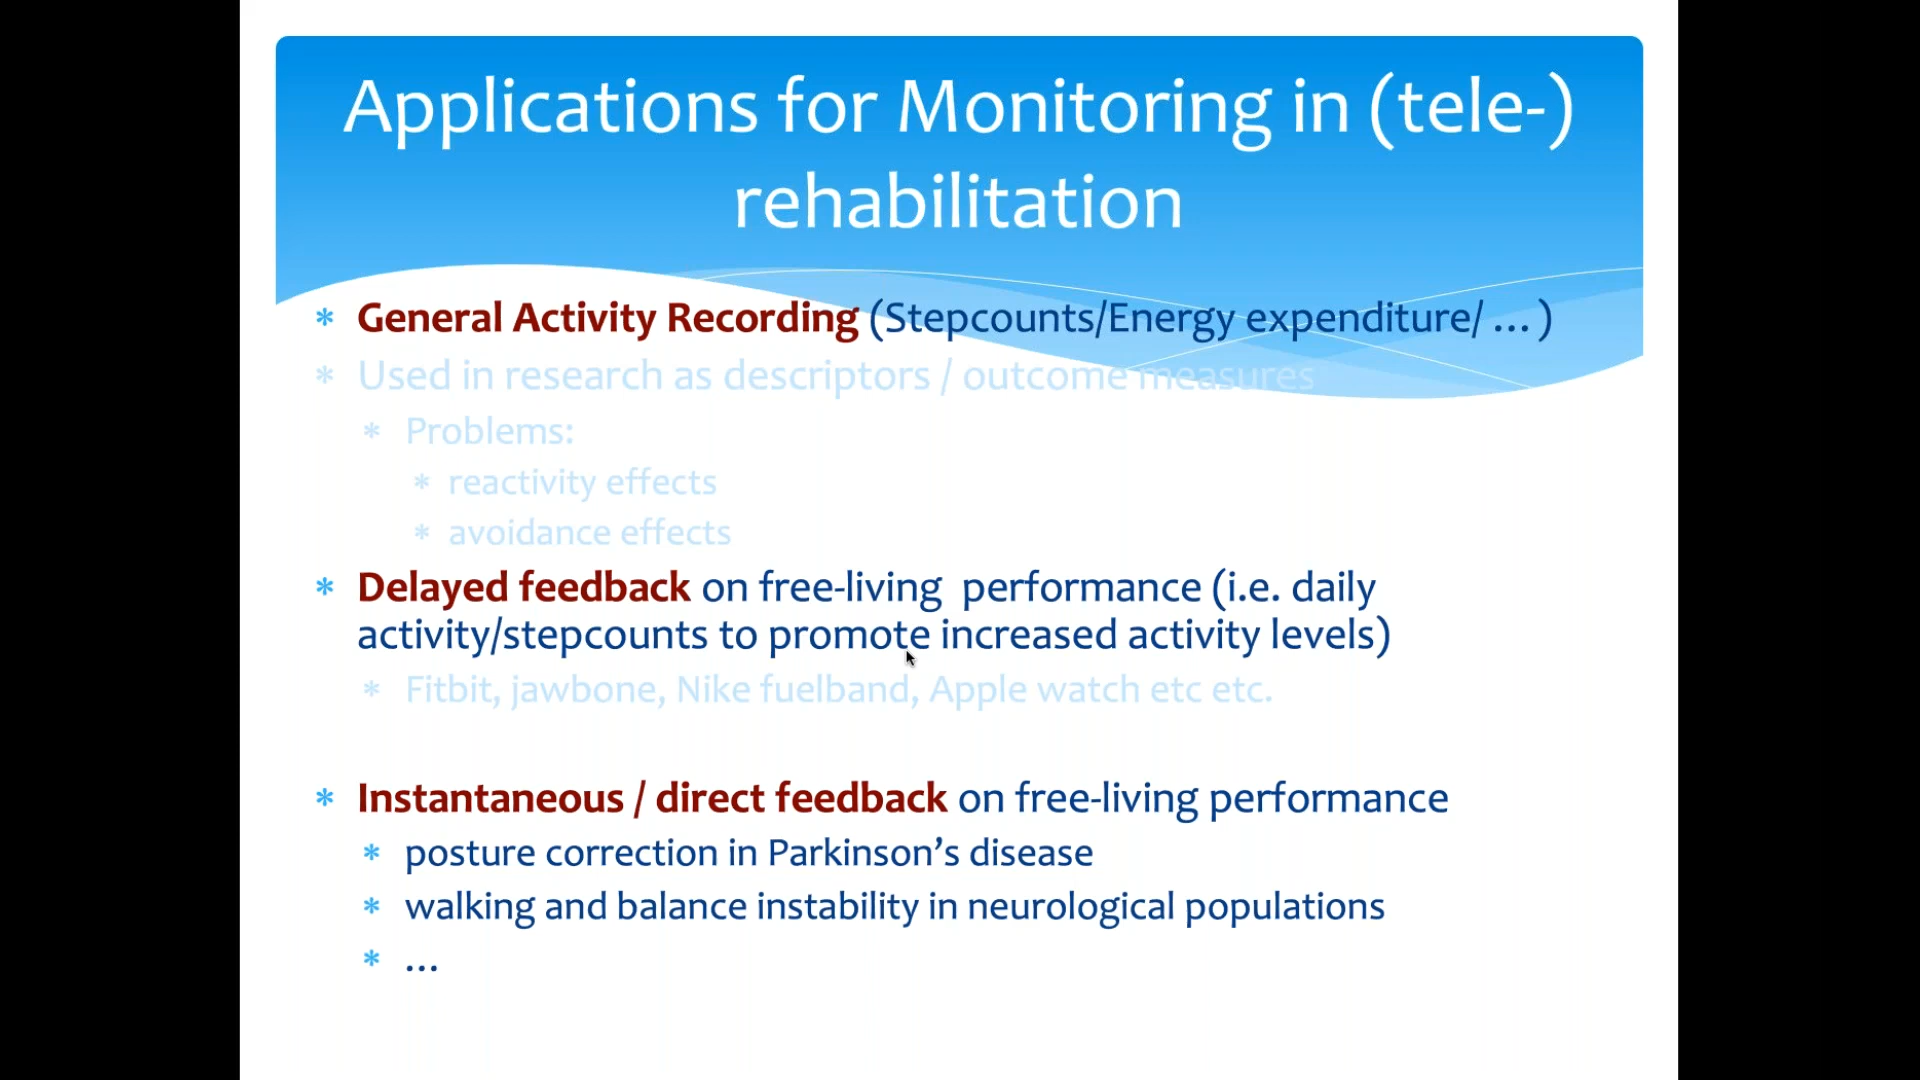 Applications for Monitoring in (tele-)
rehabilitation
* General Activity Recording (Stepcounts/Energy expenditure/ ... )
* Used in research as descriptors / outcome measures
* Problems:
* reactivity effects
* avoidance effects
* Delayed feedback on free-living performance (i.e. daily
activity/stepcounts to promote increased activity levels)
* Fitbit, jawbone, Nike fuelband, Apple watch etc etc.
* Instantaneous / direct feedback on free-living performance
* posture correction in Parkinson's disease
* walking and balance instability in neurological populations
* ...